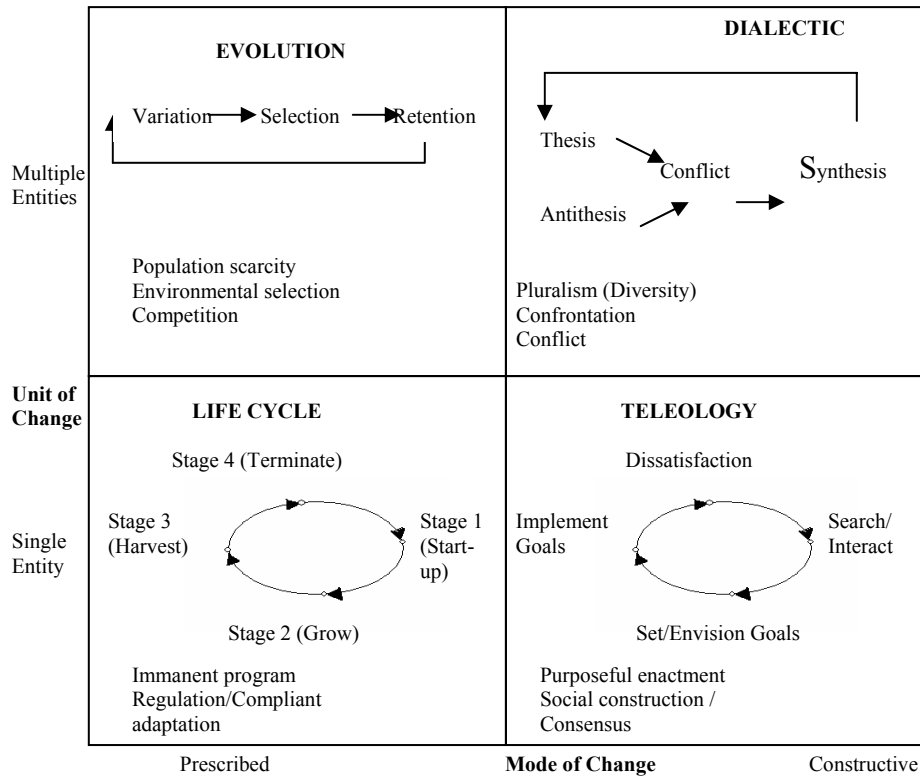 EVOLUTION
Variation Selection Retention
Population scarcity
Environmental selection
Competition
DIALECTIC
Thesis
Conflict
Synthesis
Antithesis
Pluralism (Diversity)
Confrontation
Conflict
Multiple
Entities
Unit of
Change
LIFE CYCLE
Stage 4 (Terminate)
Stage 3
(Harvest)
Stage 1
(Start-
up)
Stage 2 (Grow)
Immanent program
Regulation/Compliant
adaptation
TELEOLOGY
Dissatisfaction
Implement
Goals
Search/
Interact
Set/Envision Goals
Purposeful enactment
Social construction /
Consensus
Single
Entity
Prescribed Mode of Change Constructive